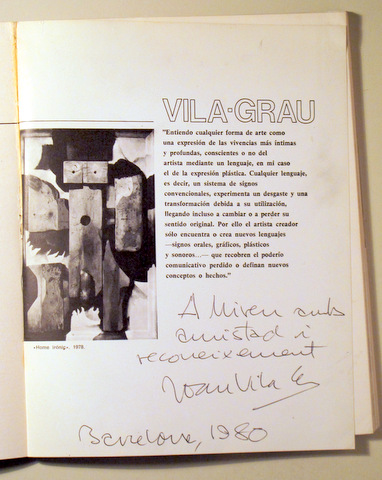 VILA·GRAU
"Entiendo cualquier forma de arte como
una expresión de las vivencias más íntimas
y profundas, conscientes o no del
artista mediante un lenguaje, en mi caso
el de la expresión plástica. Cualquier lenguaje,
es decir, un sistema de signos
convencionales, experimenta un desgaste y una
transformación debida a su utilización,
llegando incluso a cambiar o a perder su
sentido original. Por ello el artista creador
sólo encuentra o crea nuevos lenguajes
—signos orales, gráficos, plásticos
y sonoros...— que recobren el poderio
comunicativo perdido o definan nuevos
conceptos o hechos."
«Home intmig», 1978.
A Miren amb
amistad i
reconeixement
Joan Vila G
Barcelona, 1980